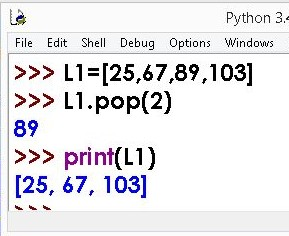 Python 3.4
File Edit Shell Debug Options Windows
>>> L1=[25,67,89,103]
>>> L1.pop(2)
89
>>> print(L1)
[25, 67, 103]
>>>